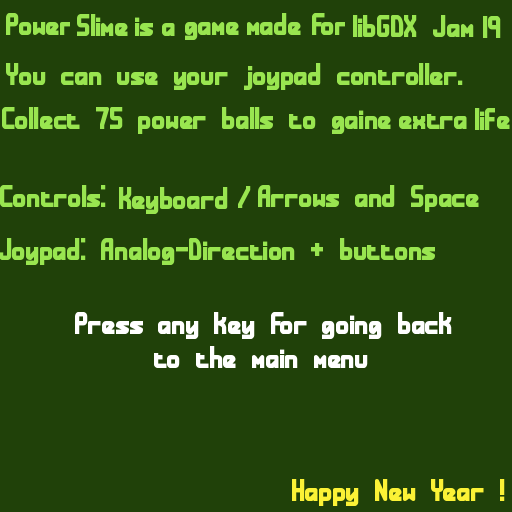 Power Slime is a game made for libGDX Jam 19
You can use your joypad controller.
Collect 75 power balls to gaine extra life
Controls: Keyboard / Arrows and Space
Joypad: Analog-Direction + buttons
Press any key for going back
to the main menu
Happy New Year !